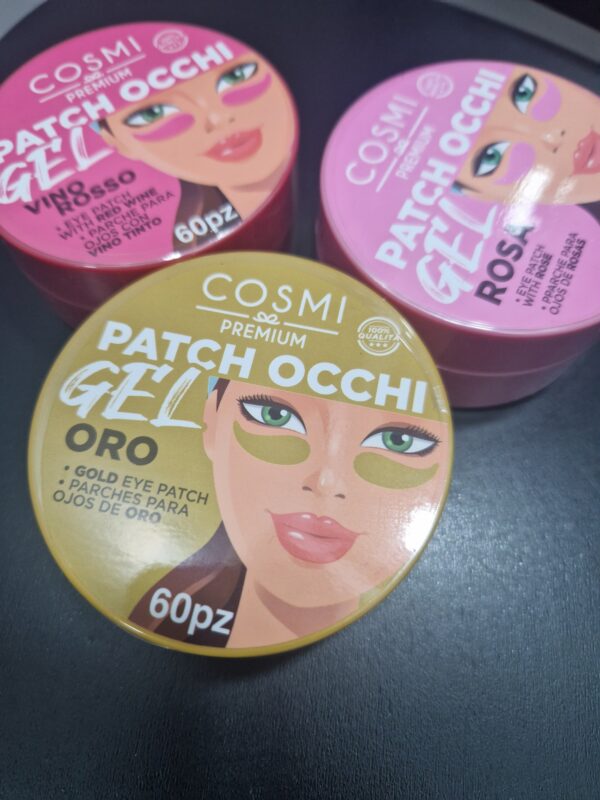 COSMI
PREMIUM
PATCH OCCHI
GEL
VINO
ROSSO
• EYE PATCH
WITH RED WINE
• PARCHE PARA
OJOS CON
VINO TINTO
60pz
COSMI
PREMIUM
PATCH OCCHI
GEL
ROSA
• EYE PATCH
WITH ROSE
• PPARCHE PARA
OJOS DE ROSAS
COSMI
PREMIUM
100%
QUALITÀ
PATCH OCCHI
GEL
ORO
• GOLD EYE PATCH
• PARCHES PARA
OJOS DE ORO
60pz